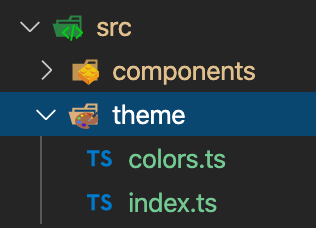 src
components
theme
TS colors.ts
TS index.ts